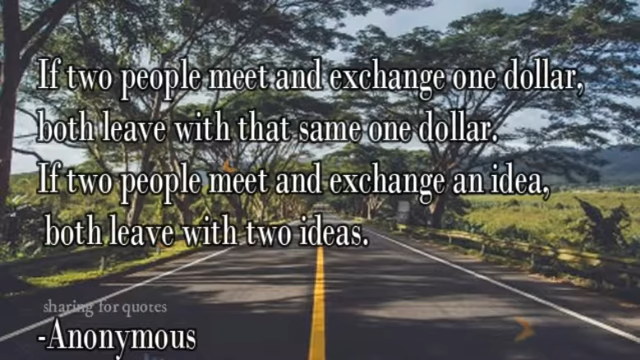 If two people meet and exchange one dollar,
both leave with that same one dollar.
If two people meet and exchange an idea,
both leave with two ideas.
sharing for quotes
-Anonymous